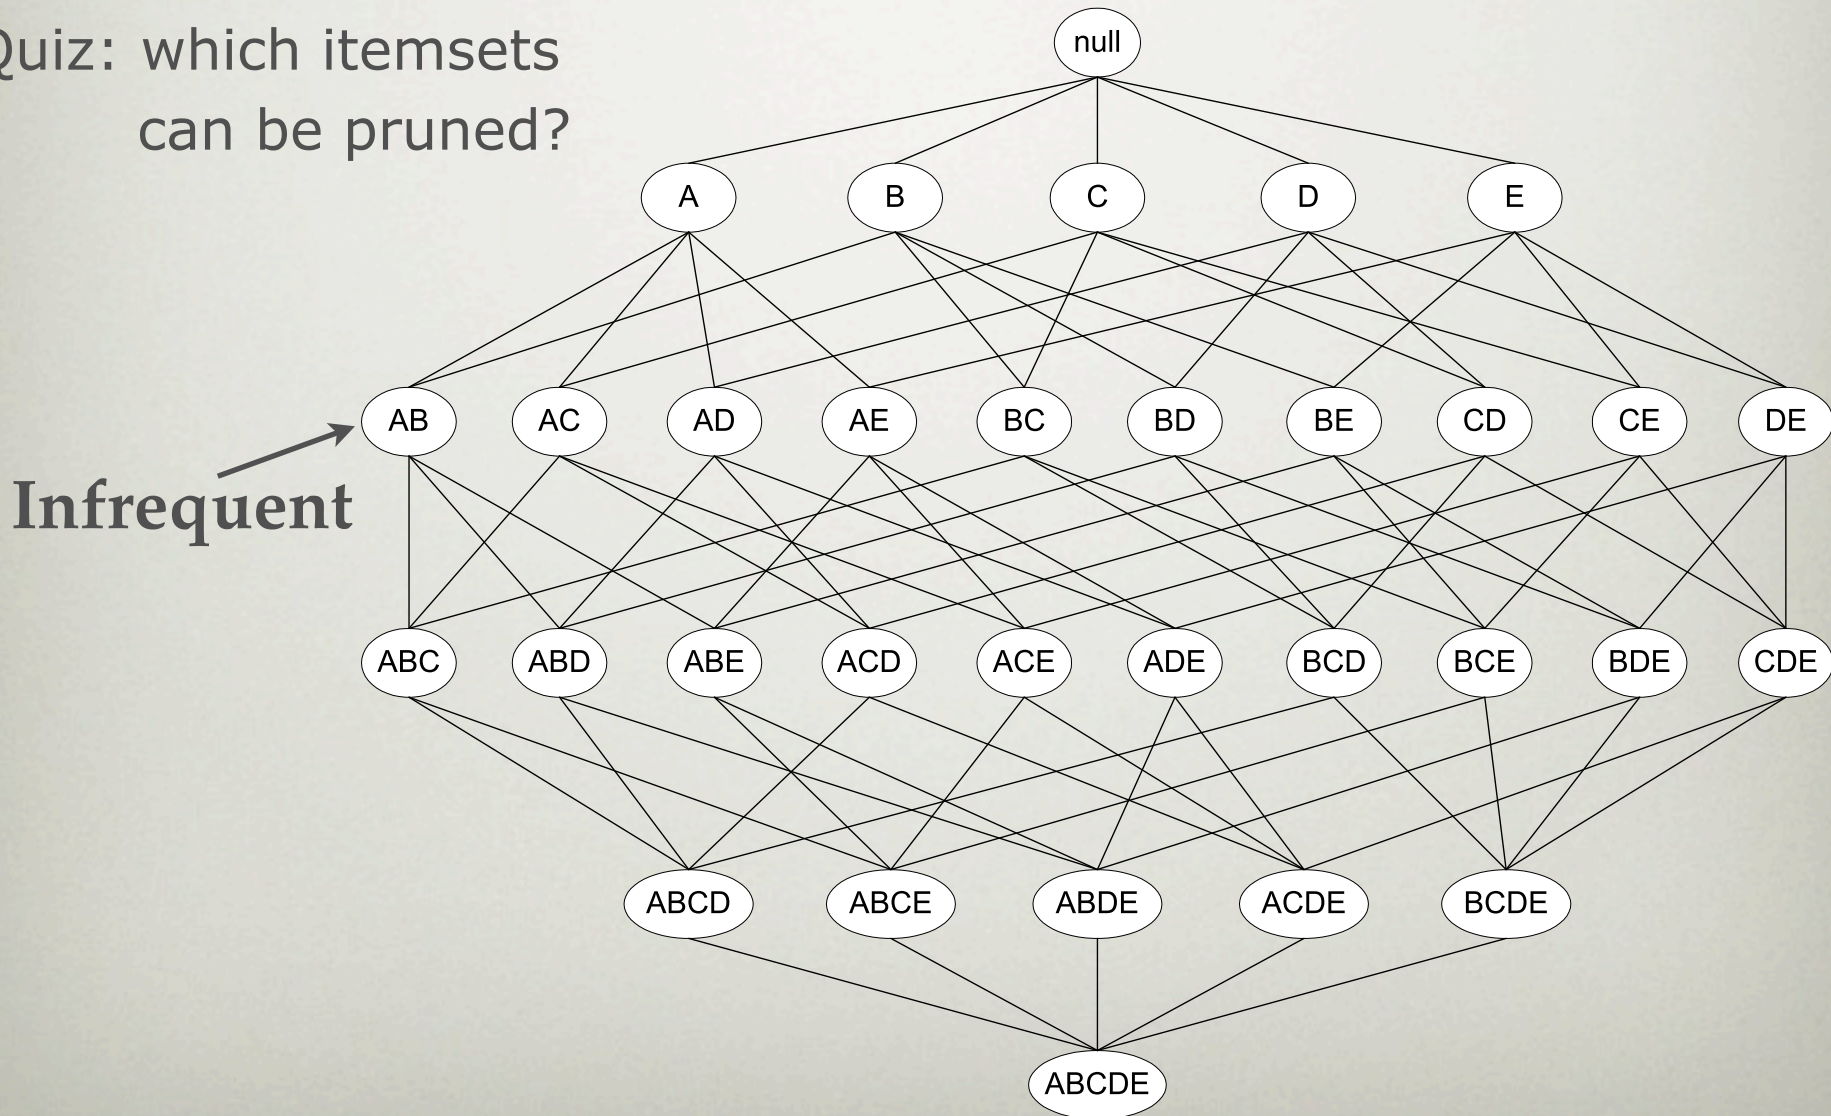 Quiz: which itemsets
can be pruned?
null
A B C D E
AB AC AD AE BC BD BE CD CE DE
Infrequent
ABC ABD ABE ACD ACE ADE BCD BCE BDE CDE
ABCD ABCE ABDE ACDE BCDE
ABCDE